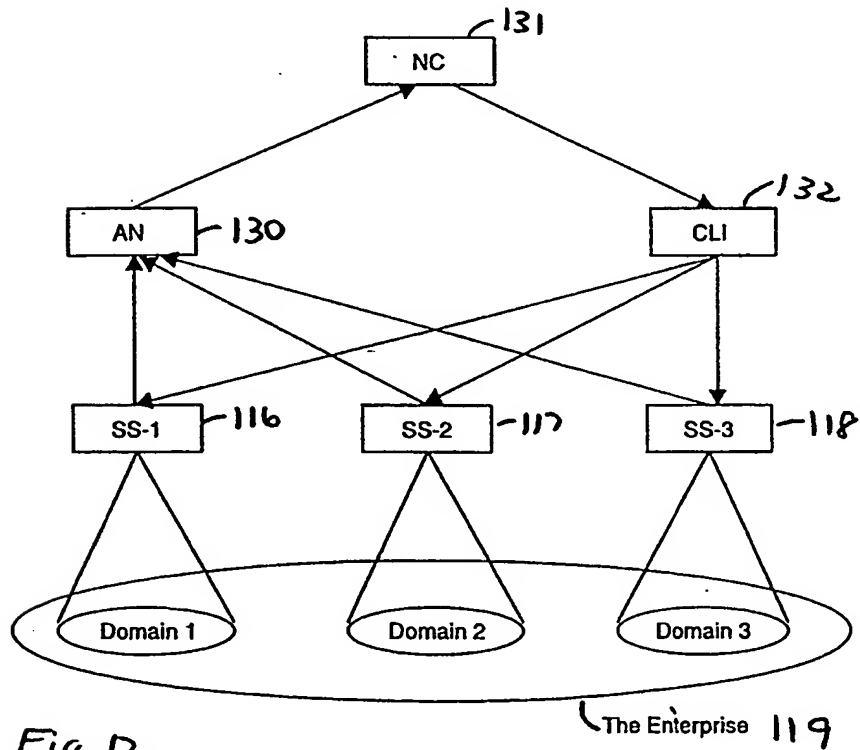 131
NC
132
AN 130 CLI
SS-1 116 SS-2 117 SS-3 118
Domain 1 Domain 2 Domain 3
The Enterprise 119
Fig D